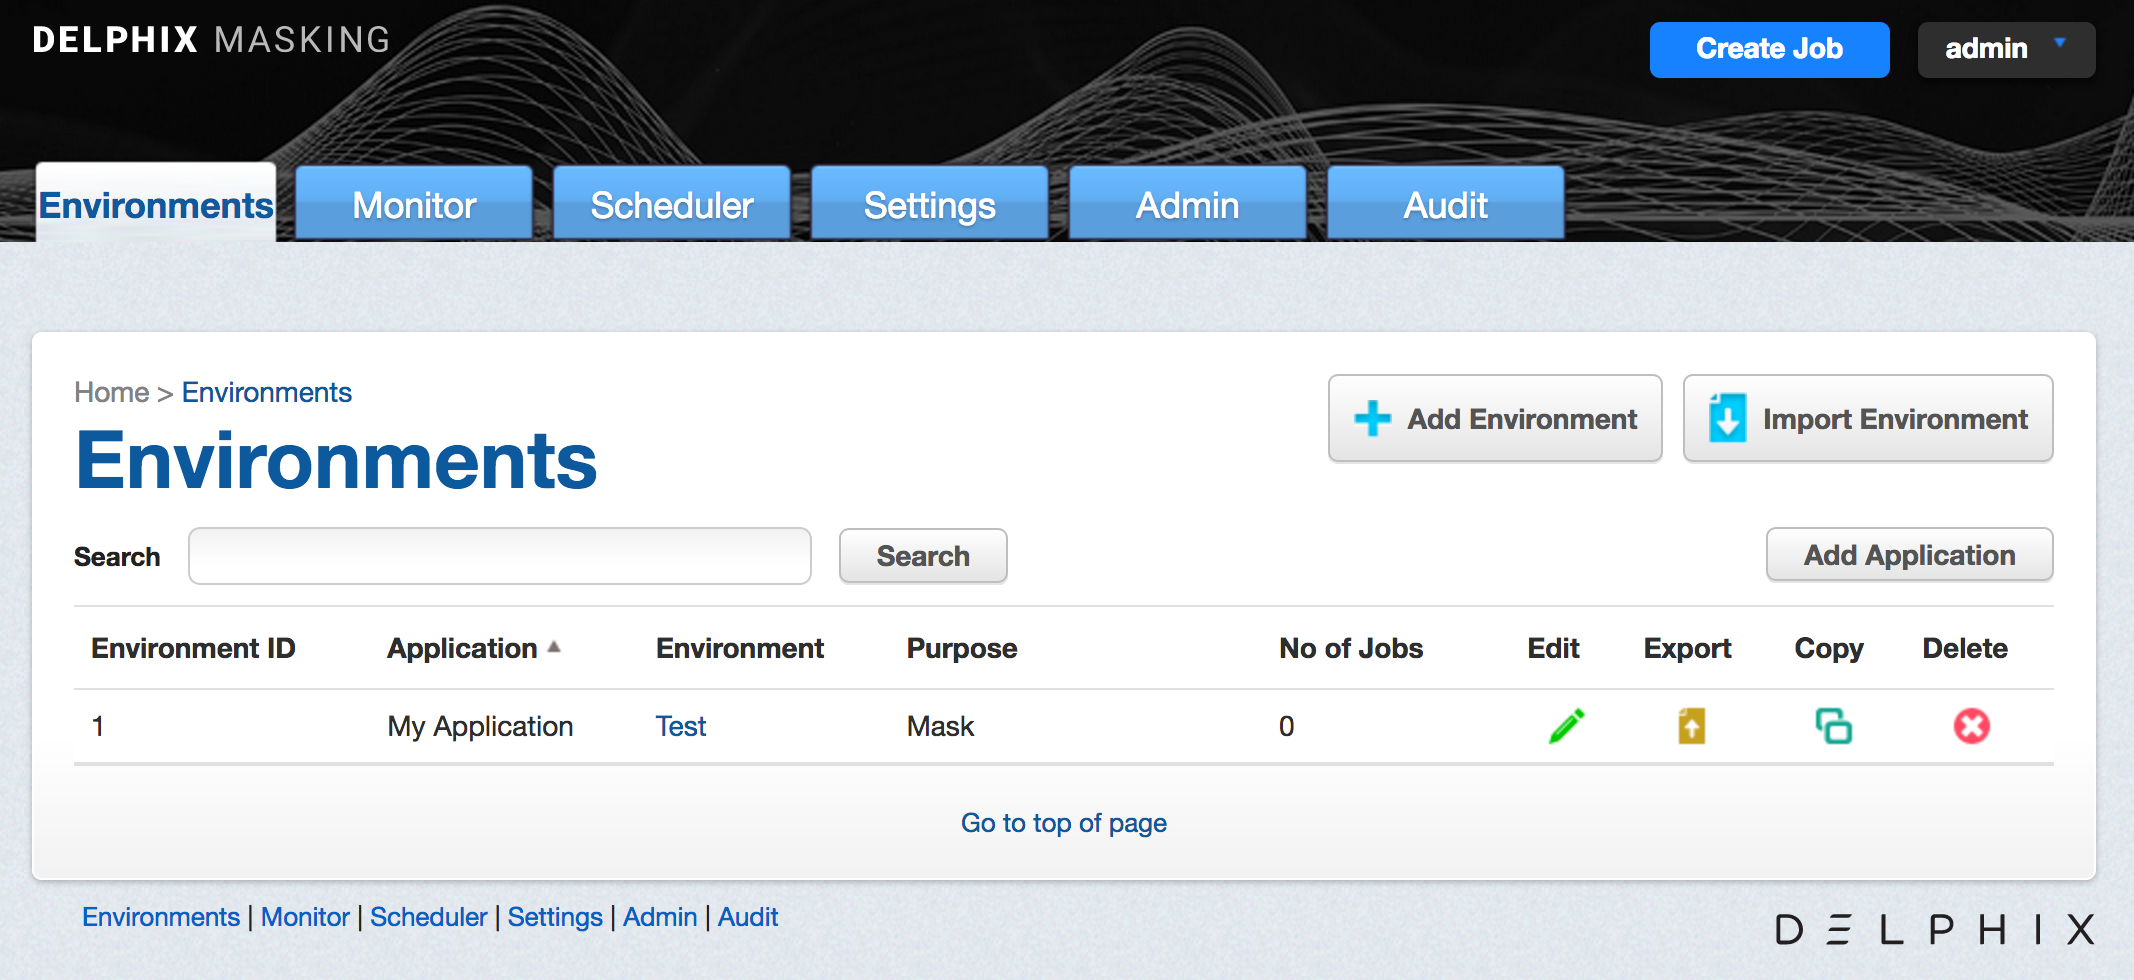 DELPHIX MASKING
Create Job
admin
Environments
Monitor
Scheduler
Settings
Admin
Audit
Home > Environments
Add Environment
Import Environment
Environments
Search
Search
Add Application
Environment ID Application Environment Purpose No of Jobs Edit Export Copy Delete
1 My Application Test Mask 0
Go to top of page
Environments | Monitor | Scheduler | Settings | Admin | Audit
DELPHIX